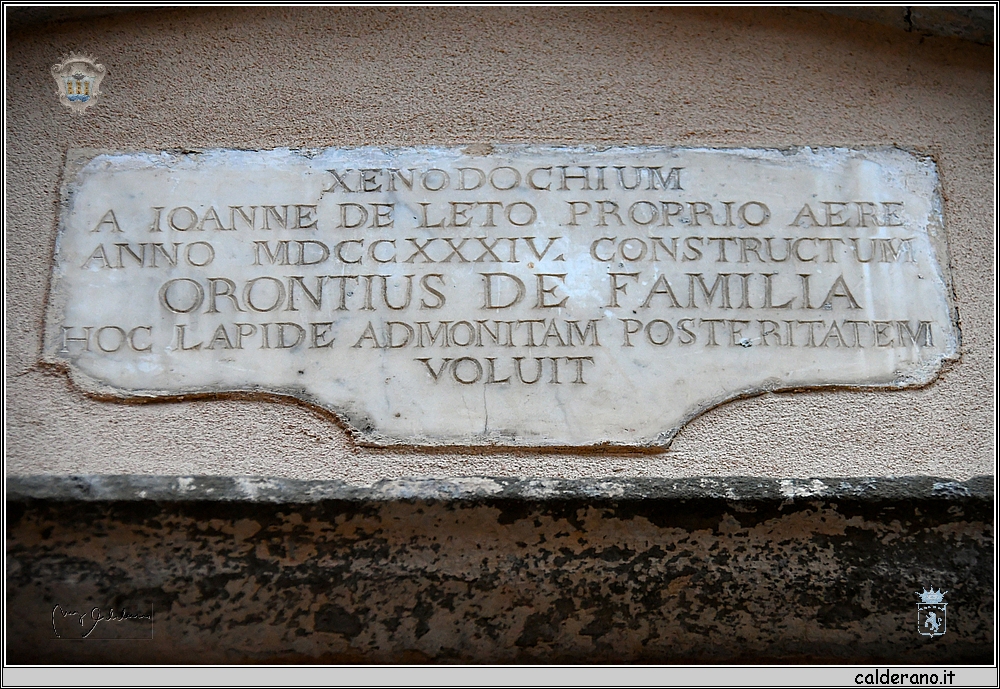 XENODOCHIUM
A IOANNE DE LETO PROPRIO AERE
ANNO MDCCXXXIV. CONSTRUCTUM
ORONTIUS DE FAMILIA
HOC LAPIDE ADMONITAM POSTERITATEM
VOLUIT
calderano.it